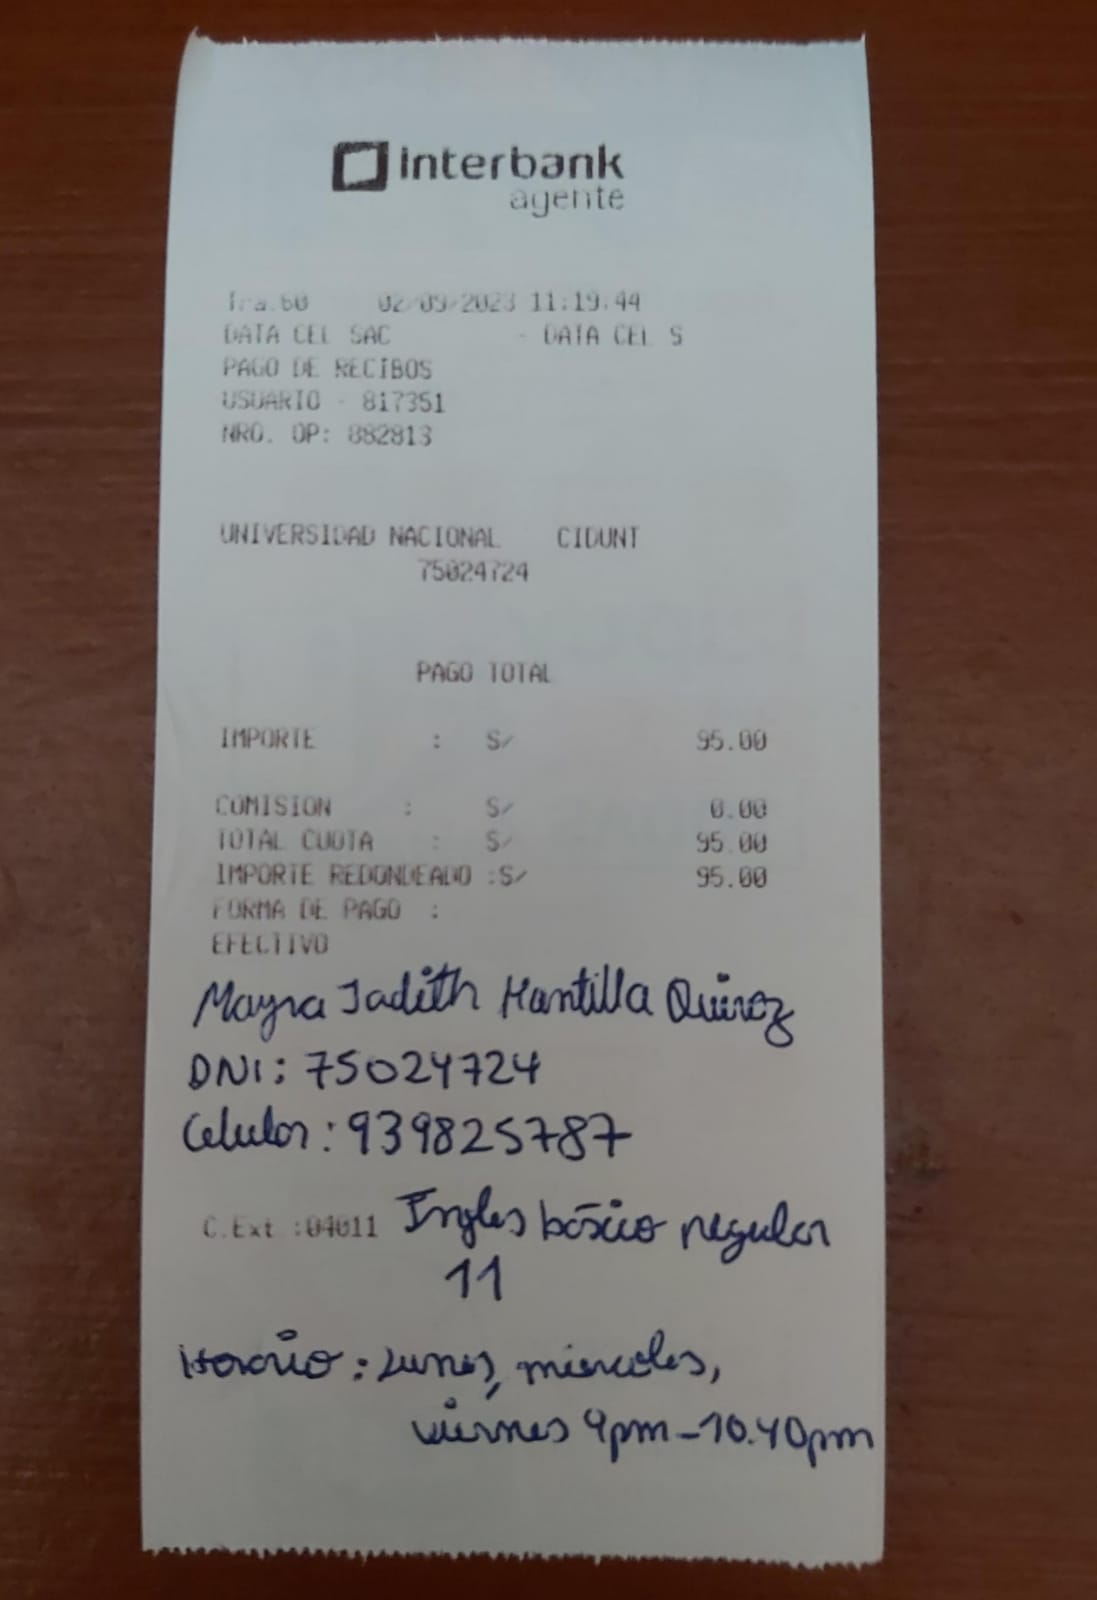 interbank
agente
Tra.60 02/09/2023 11:19:44
DATA CEL SAC - DATA CEL S
PAGO DE RECIBOS
USUARIO - 817351
NRO. OP: 882813
UNIVERSIDAD NACIONAL CIDUNT
75024724
PAGO TOTAL
IMPORTE : S/ 95.00
COMISION : S/ 0.00
TOTAL CUOTA : S/ 95.00
IMPORTE REDONDEADO :S/ 95.00
FORMA DE PAGO :
EFECTIVO
Mayra Jadith Mantilla Quiroz
DNI: 75024724
Celular: 939825787
C.Ext.:04011 Ingles básico regular
11
Horario: Lunes, miercoles,
viernes 9pm-10.40pm